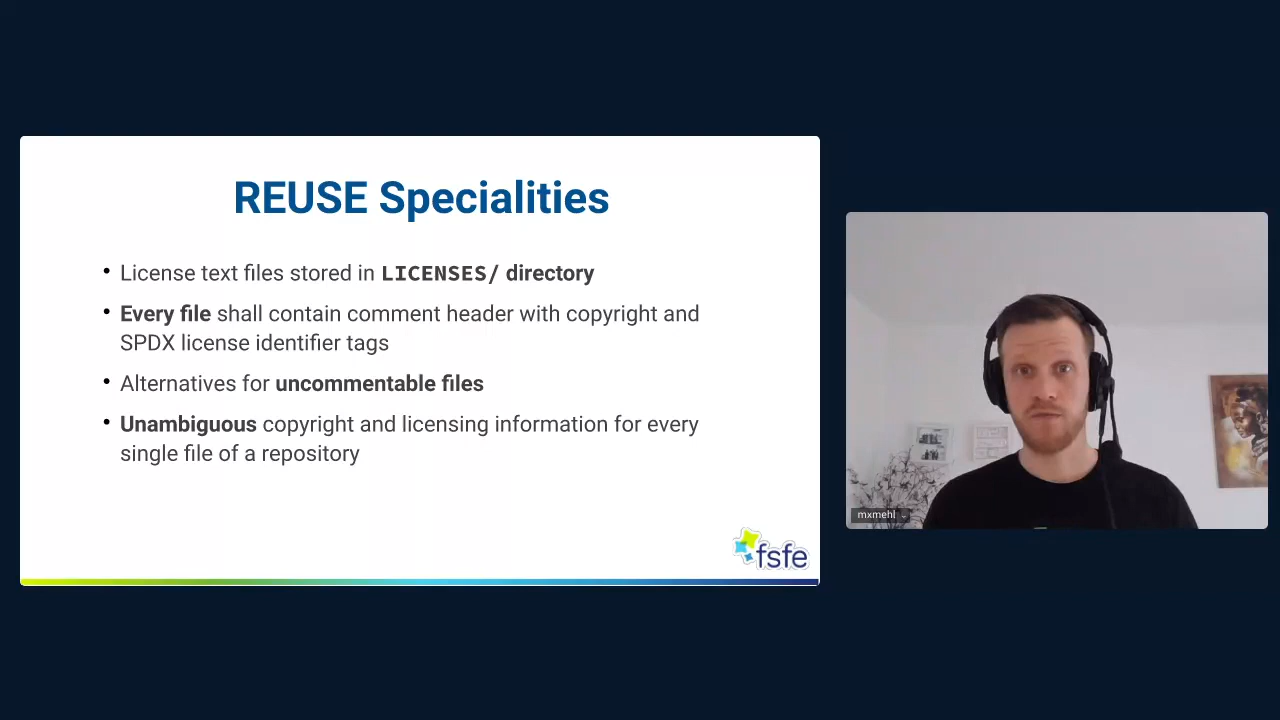 REUSE Specialities
• License text files stored in LICENSES/ directory
• Every file shall contain comment header with copyright and
SPDX license identifier tags
• Alternatives for uncommentable files
• Unambiguous copyright and licensing information for every
single file of a repository
fsfe
mxmehl